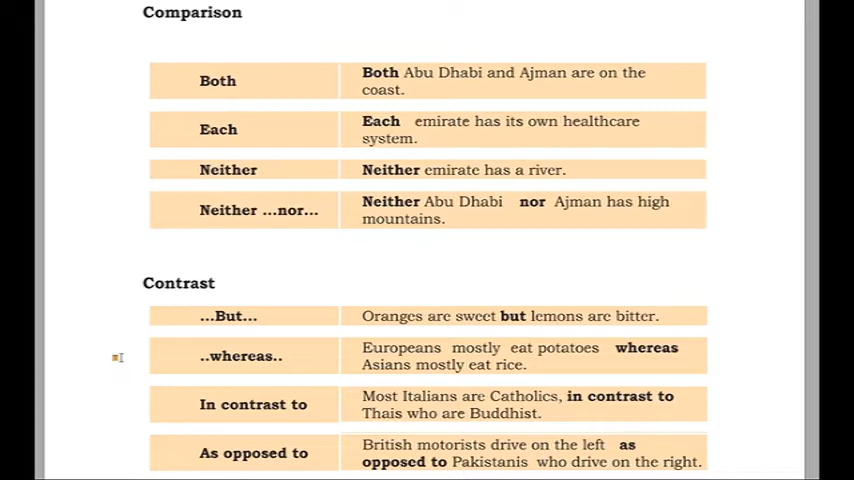 Comparison
Both
Both Abu Dhabi and Ajman are on the
coast.
Each
Each emirate has its own healthcare
system.
Neither
Neither emirate has a river.
Neither ...nor...
Neither Abu Dhabi nor Ajman has high
mountains.
Contrast
...But...
Oranges are sweet but lemons are bitter.
..whereas..
Europeans mostly eat potatoes whereas
Asians mostly eat rice.
In contrast to
Most Italians are Catholics, in contrast to
Thais who are Buddhist.
As opposed to
British motorists drive on the left as
opposed to Pakistanis who drive on the right.